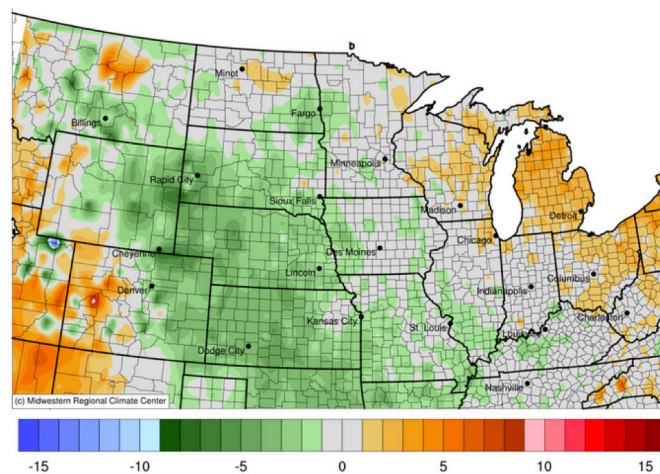 Minot
Fargo
Billings
Minneapolis
Rapid City
Sioux Falls
Madison
Detroit
Chicago
Cheyenne
Des Moines
Lincoln
Denver
Indianapolis
Columbus
Kansas City
St. Louis
Charleston
Louisville
Dodge City
Nashville
(c) Midwestern Regional Climate Center
-15 -10 -5 0 5 10 15